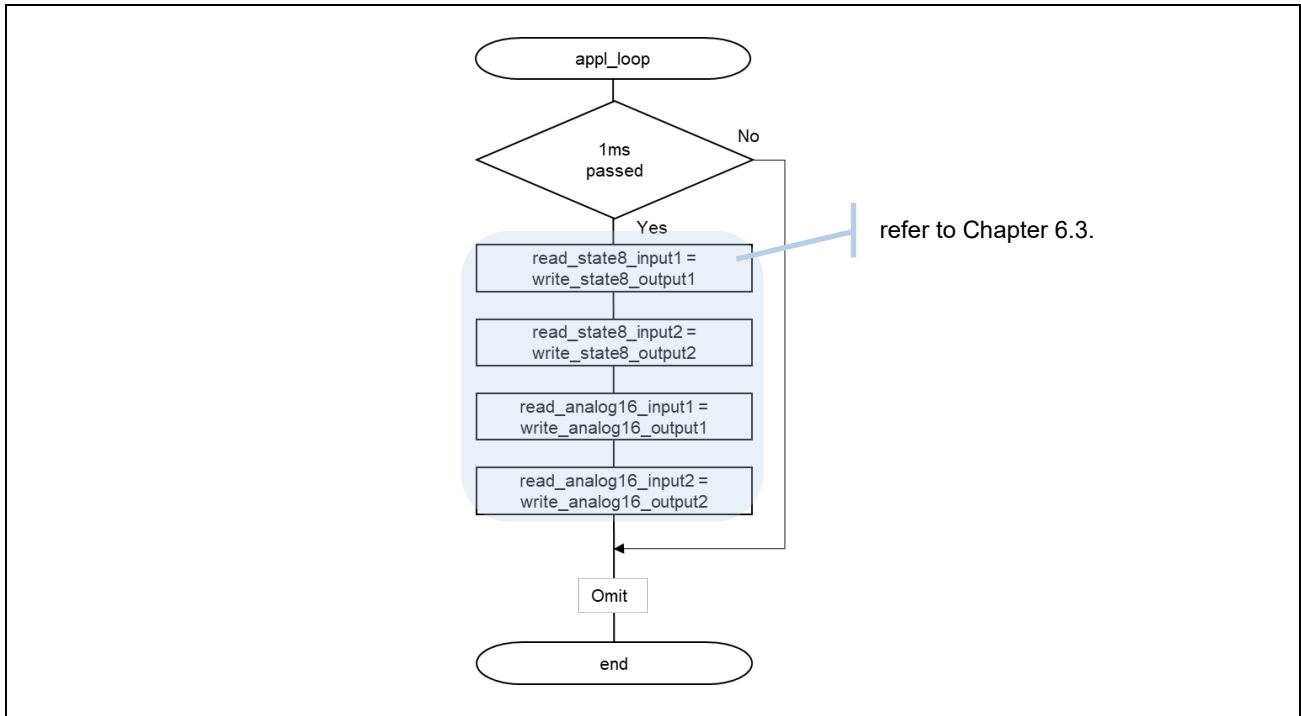 appl_loop
1ms
passed
No
Yes
refer to Chapter 6.3.
read_state8_input1 =
write_state8_output1
read_state8_input2 =
write_state8_output2
read_analog16_input1 =
write_analog16_output1
read_analog16_input2 =
write_analog16_output2
Omit
end